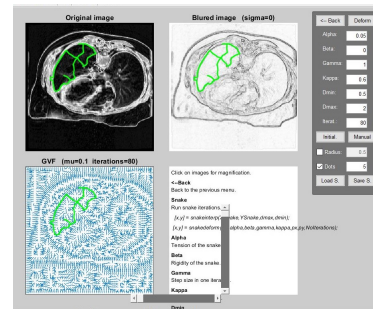 Original image
Blured image (sigma=0)
<-- Back
Deform
Alpha:
0.05
Beta:
0
Gamma:
1
Kappa:
0.6
Dmin:
0.5
Dmax:
2
Iterat.:
80
Initial.
Manual
Radius:
0.5
Dots
5
Load S.
Save S.
GVF (mu=0.1 iterations=80)
Click on images for magnification.
<--Back
Back to the previous menu.
Snake
Run snake iterations.
[x,y] = snakeinterp(
Snake,YSnake,dmax,dmin);
[x,y] = snakedeform(
alpha,beta,gamma,kappa,px,py,NoIterations);
Alpha
Tension of the snake
Beta
Rigidity of the snake.
Gamma
Step size in one itera
Kappa
Dmin